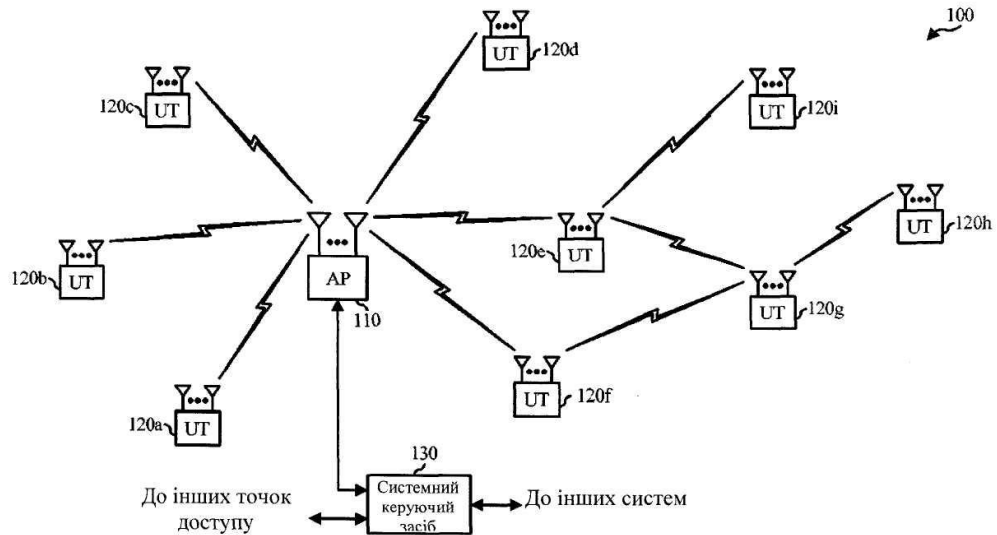 100
UT
120d
UT
120c
UT
120i
UT
120h
UT
120b
AP
110
UT
120e
UT
120g
UT
120f
UT
120a
130
Системний
керуючий
засіб
До інших точок
доступу
До інших систем